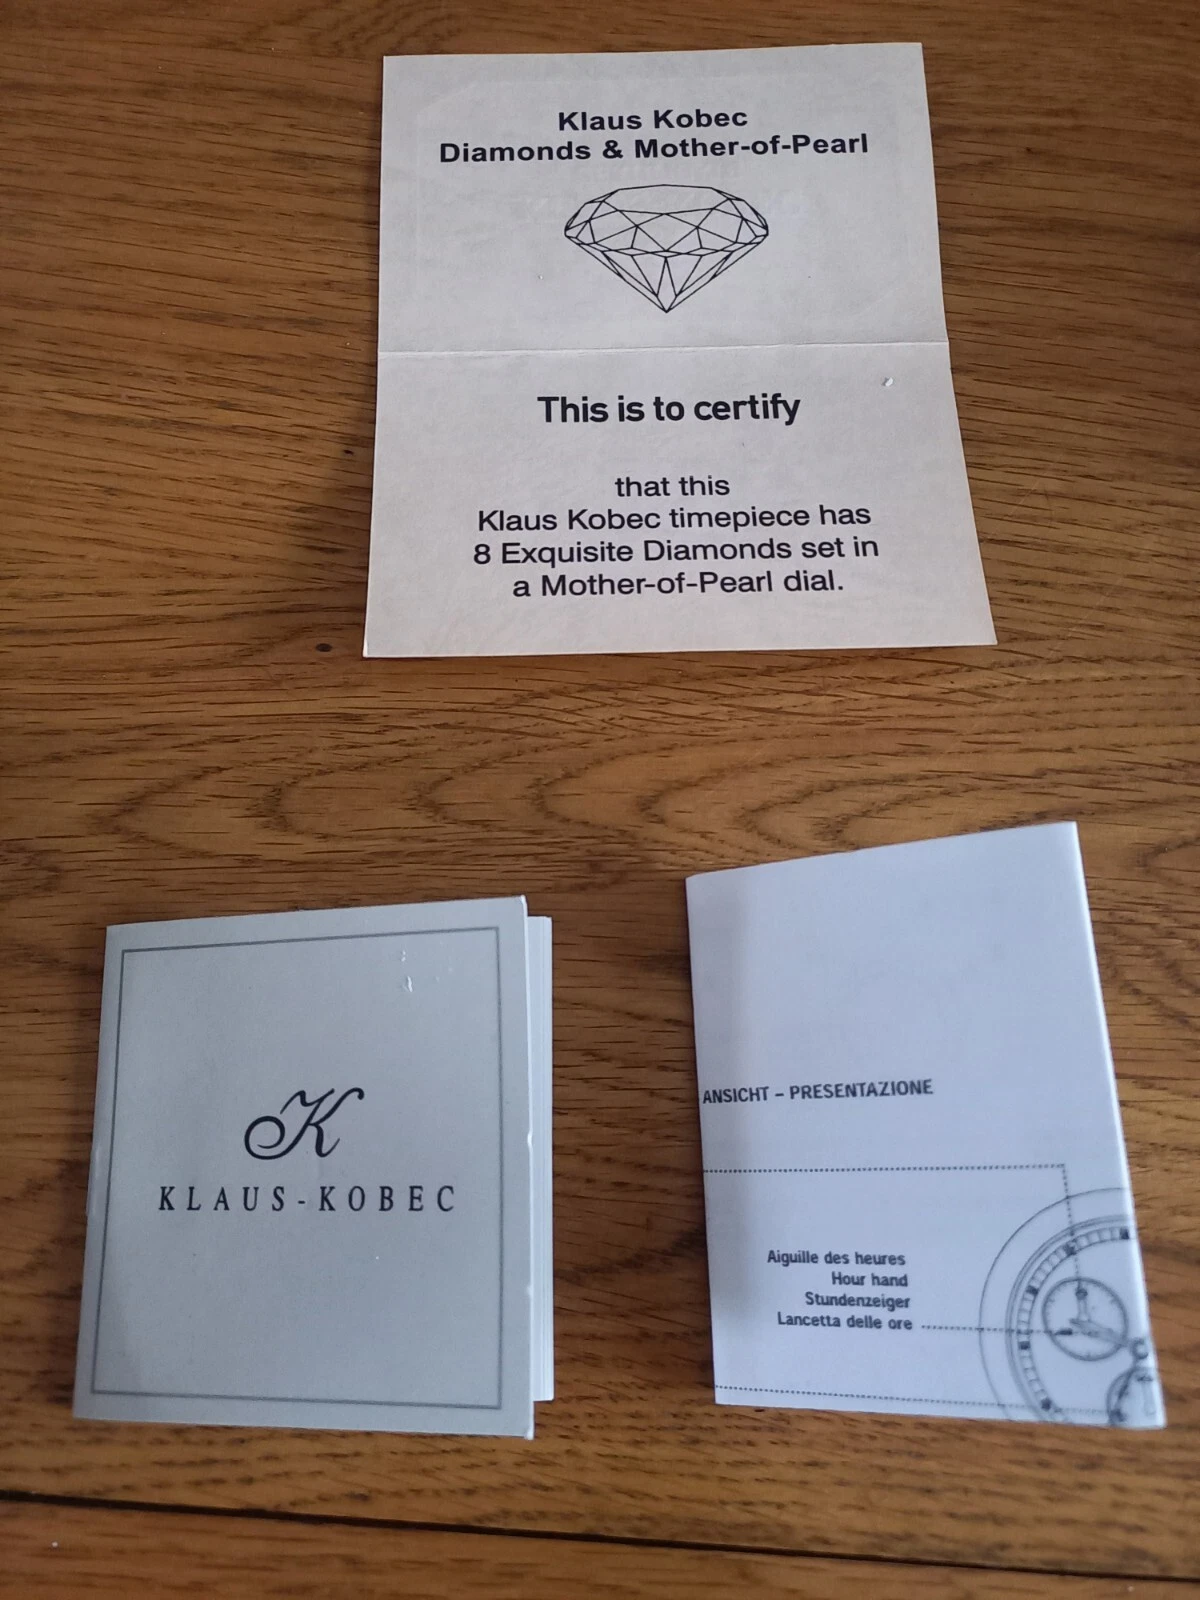 Klaus Kobec
Diamonds & Mother-of-Pearl
This is to certify
that this
Klaus Kobec timepiece has
8 Exquisite Diamonds set in
a Mother-of-Pearl dial.
K
KLAUS-KOBEC
ANSICHT – PRESENTAZIONE
Aiguille des heures
Hour hand
Stundenzeiger
Lancetta delle ore